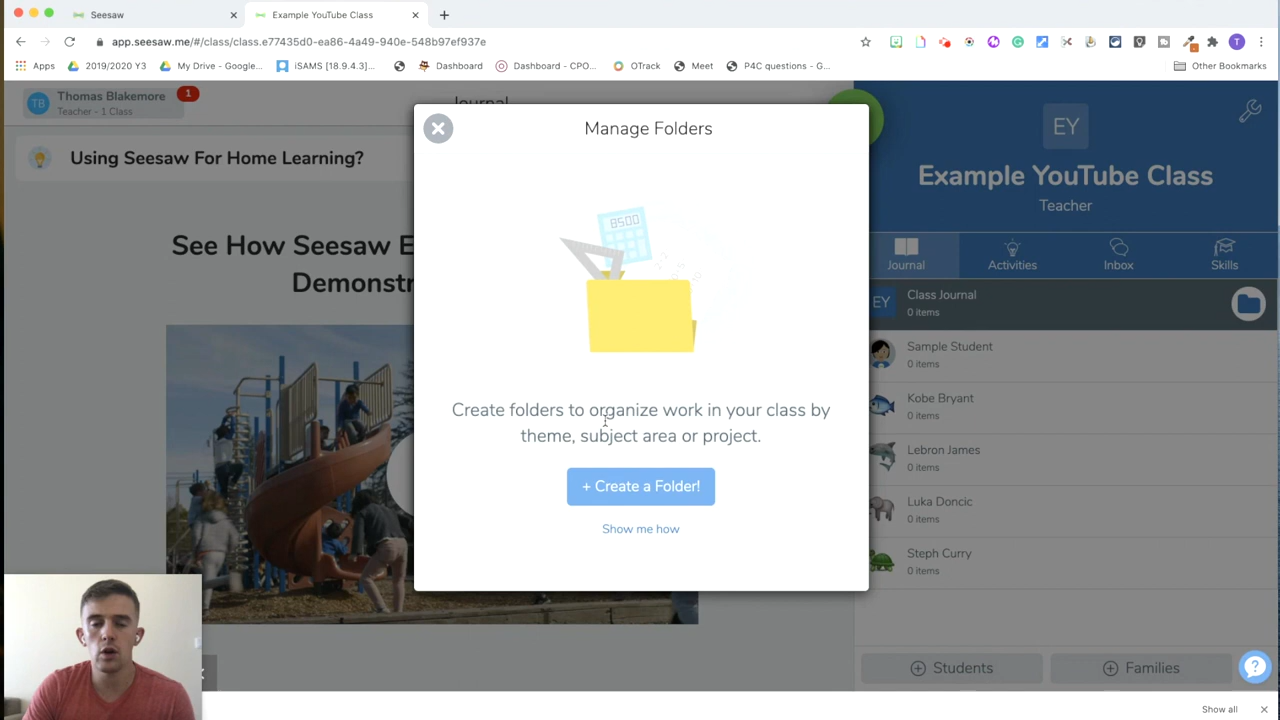 Seesaw
Example YouTube Class
app.seesaw.me/#/class/class.e77435d0-ea86-4a49-940e-548b97ef937e
Apps
2019/2020 Y3
My Drive - Google...
iSAMS [18.9.4.3]...
Dashboard
Dashboard - CPO...
OTrack
Meet
P4C questions - G...
Other Bookmarks
T
TB
Thomas Blakemore
Teacher - 1 Class
1
Journal
Using Seesaw For Home Learning?
See How Seesaw E
Demonstr
Manage Folders
8500
Create folders to organize work in your class by
theme, subject area or project.
+ Create a Folder!
Show me how
EY
Example YouTube Class
Teacher
Journal
Activities
Inbox
Skills
EY
Class Journal
0 items
Sample Student
0 items
Kobe Bryant
0 items
Lebron James
0 items
Luka Doncic
0 items
Steph Curry
0 items
Students
Families
?
Show all